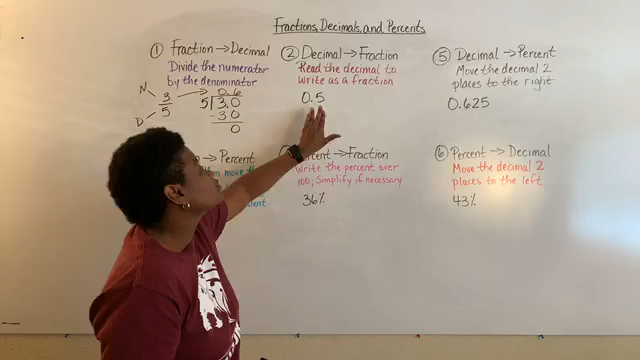 Fractions, Decimals, and Percents
① Fraction → Decimal
Divide the numerator
by the denominator
N
3
5
D
0.6
5 3.0
-30
0
② Decimal → Fraction
Read the decimal to
write as a fraction
0.5
⑤ Decimal → Percent
Move the decimal 2
places to the right
0.625
→ Percent
move the
Percent → Fraction
Write the percent over
100; Simplify if necessary
36%
⑥ Percent → Decimal
Move the decimal 2
places to the left
43%